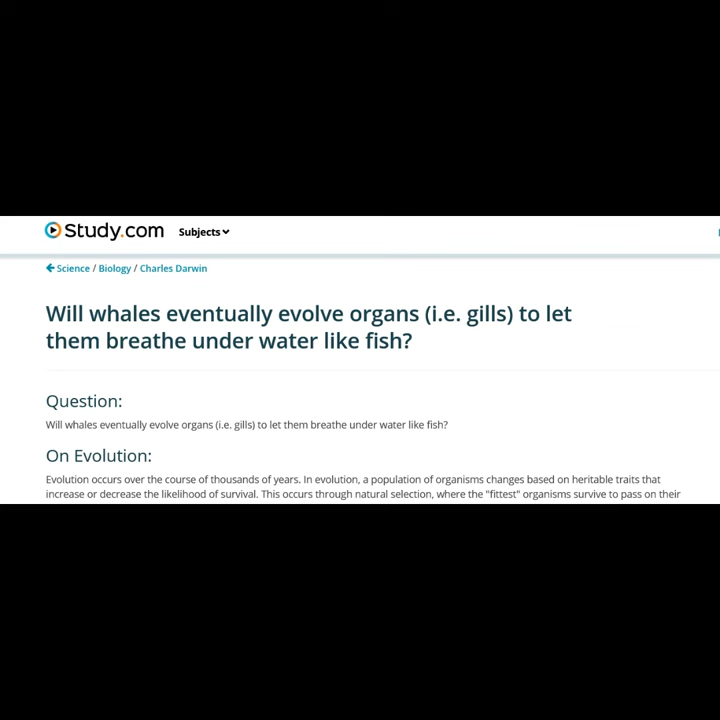 Study.com Subjects
Science / Biology / Charles Darwin
Will whales eventually evolve organs (i.e. gills) to let
them breathe under water like fish?
Question:
Will whales eventually evolve organs (i.e. gills) to let them breathe under water like fish?
On Evolution:
Evolution occurs over the course of thousands of years. In evolution, a population of organisms changes based on heritable traits that
increase or decrease the likelihood of survival. This occurs through natural selection, where the "fittest" organisms survive to pass on their